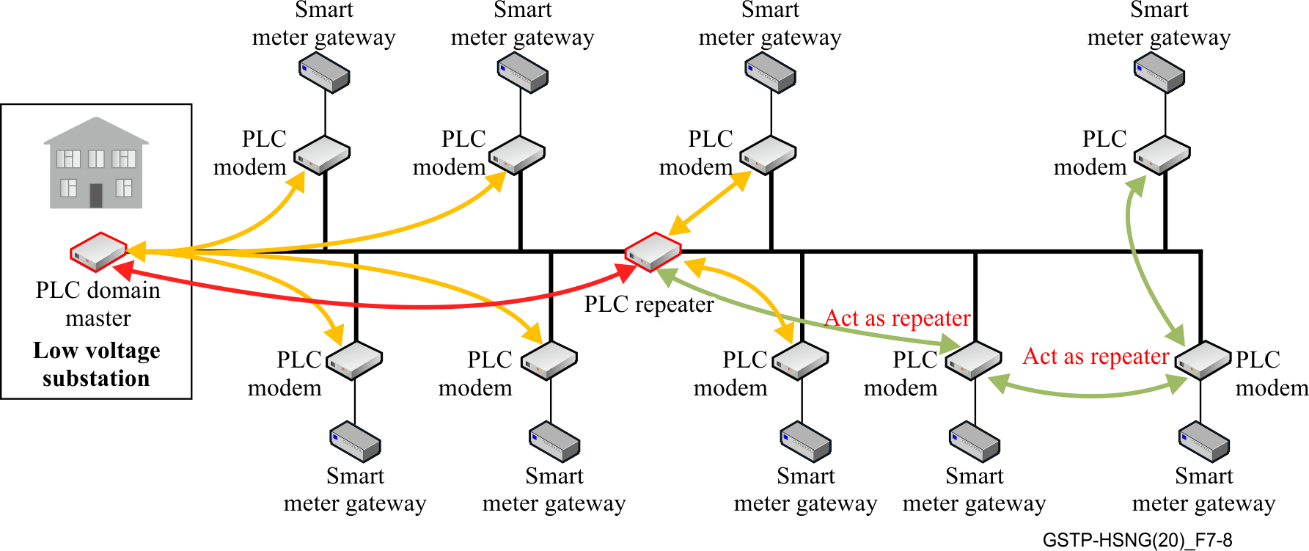 Smart
meter gateway
Smart
meter gateway
Smart
meter gateway
Smart
meter gateway
PLC
modem
PLC
modem
PLC
modem
PLC
modem
PLC domain
master
Low voltage
substation
PLC repeater
Act as repeater
Act as repeater
PLC
modem
PLC
modem
PLC
modem
PLC
modem
PLC
modem
Smart
meter gateway
Smart
meter gateway
Smart
meter gateway
Smart
meter gateway
Smart
meter gateway
GSTP-HSNG(20)_F7-8